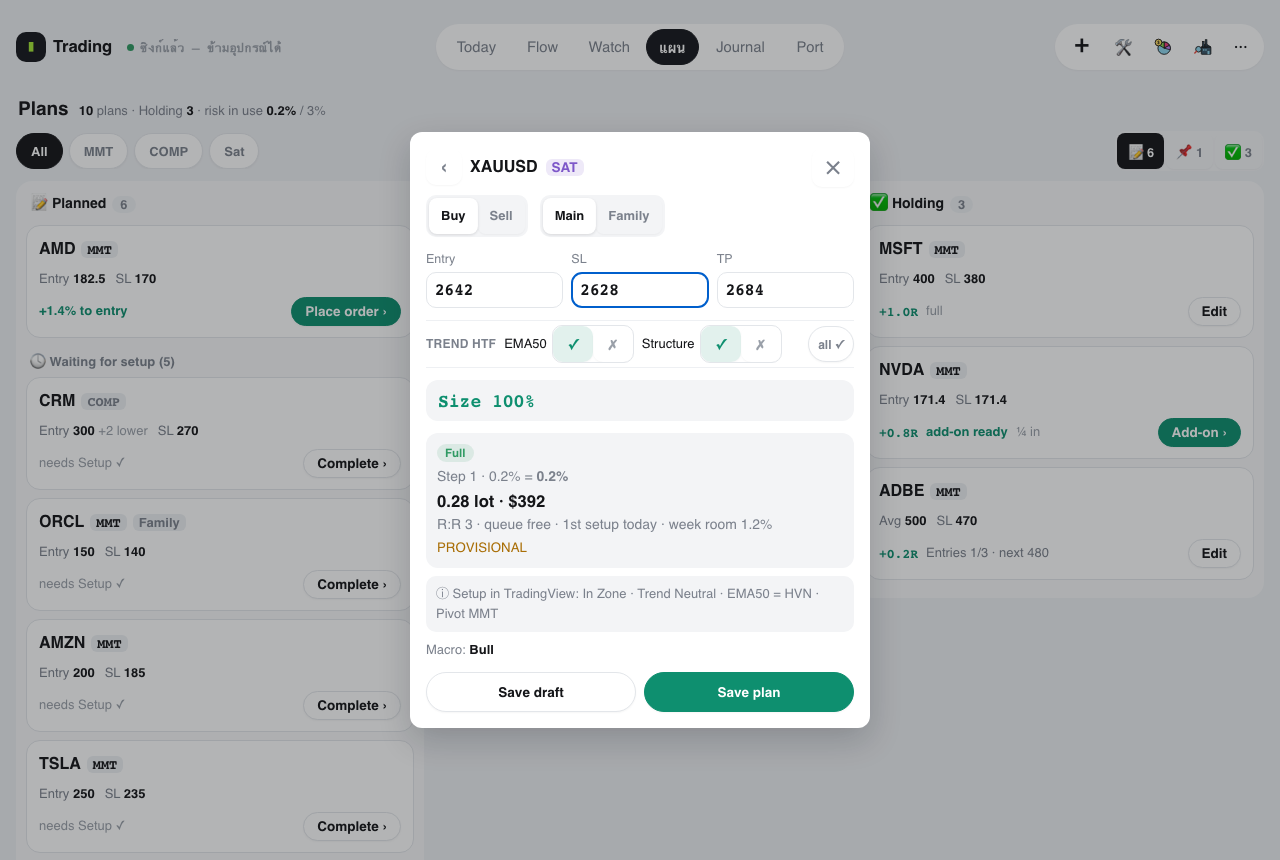 Trading
ซิงก์แล้ว — ข้ามอุปกรณ์ได้
Today
Flow
Watch
แผน
Journal
Port
Plans 10 plans · Holding 3 · risk in use 0.2% / 3%
All
MMT
COMP
Sat
6
1
3
Planned 6
AMD MMT
Entry 182.5 SL 170
+1.4% to entry
Place order ›
Waiting for setup (5)
CRM COMP
Entry 300 +2 lower SL 270
needs Setup ✓
Complete ›
ORCL MMT Family
Entry 150 SL 140
needs Setup ✓
Complete ›
AMZN MMT
Entry 200 SL 185
needs Setup ✓
Complete ›
TSLA MMT
Entry 250 SL 235
needs Setup ✓
Complete ›
‹ XAUUSD SAT
Buy Sell Main Family
Entry SL TP
2642 2628 2684
TREND HTF EMA50 ✓ ✗ Structure ✓ ✗ all ✓
Size 100%
Full
Step 1 · 0.2% = 0.2%
0.28 lot · $392
R:R 3 · queue free · 1st setup today · week room 1.2%
PROVISIONAL
ⓘ Setup in TradingView: In Zone · Trend Neutral · EMA50 = HVN ·
Pivot MMT
Macro: Bull
Save draft
Save plan
Holding 3
MSFT MMT
Entry 400 SL 380
+1.0R full
Edit
NVDA MMT
Entry 171.4 SL 171.4
+0.8R add-on ready ¼ in
Add-on ›
ADBE MMT
Avg 500 SL 470
+0.2R Entries 1/3 · next 480
Edit